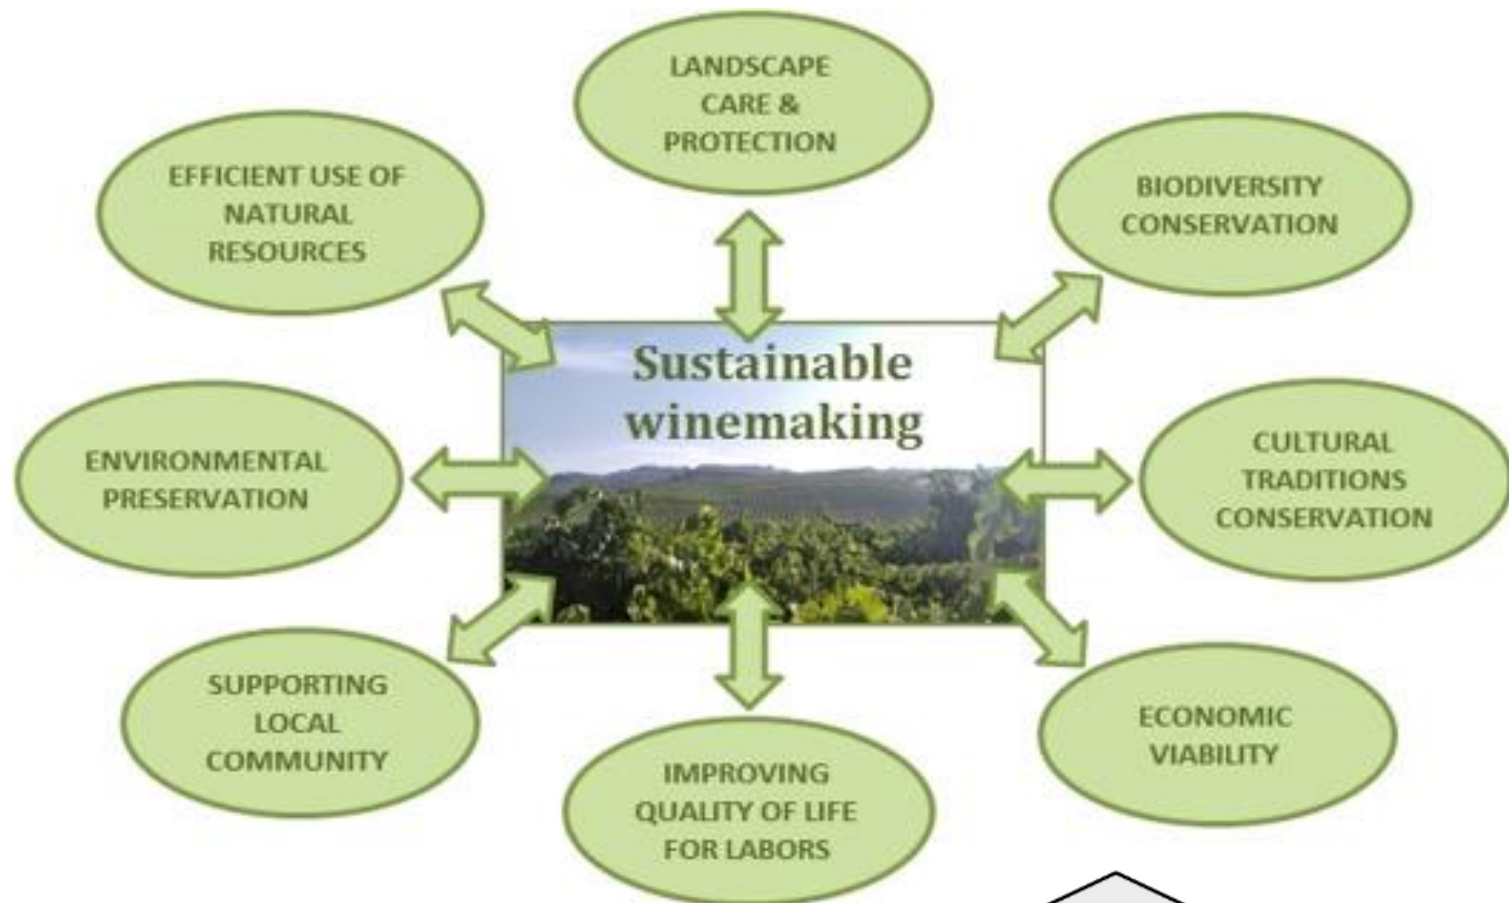 LANDSCAPE
CARE &
PROTECTION
EFFICIENT USE OF
NATURAL
RESOURCES
BIODIVERSITY
CONSERVATION
Sustainable
winemaking
ENVIRONMENTAL
PRESERVATION
CULTURAL
TRADITIONS
CONSERVATION
SUPPORTING
LOCAL
COMMUNITY
ECONOMIC
VIABILITY
IMPROVING
QUALITY OF LIFE
FOR LABORS